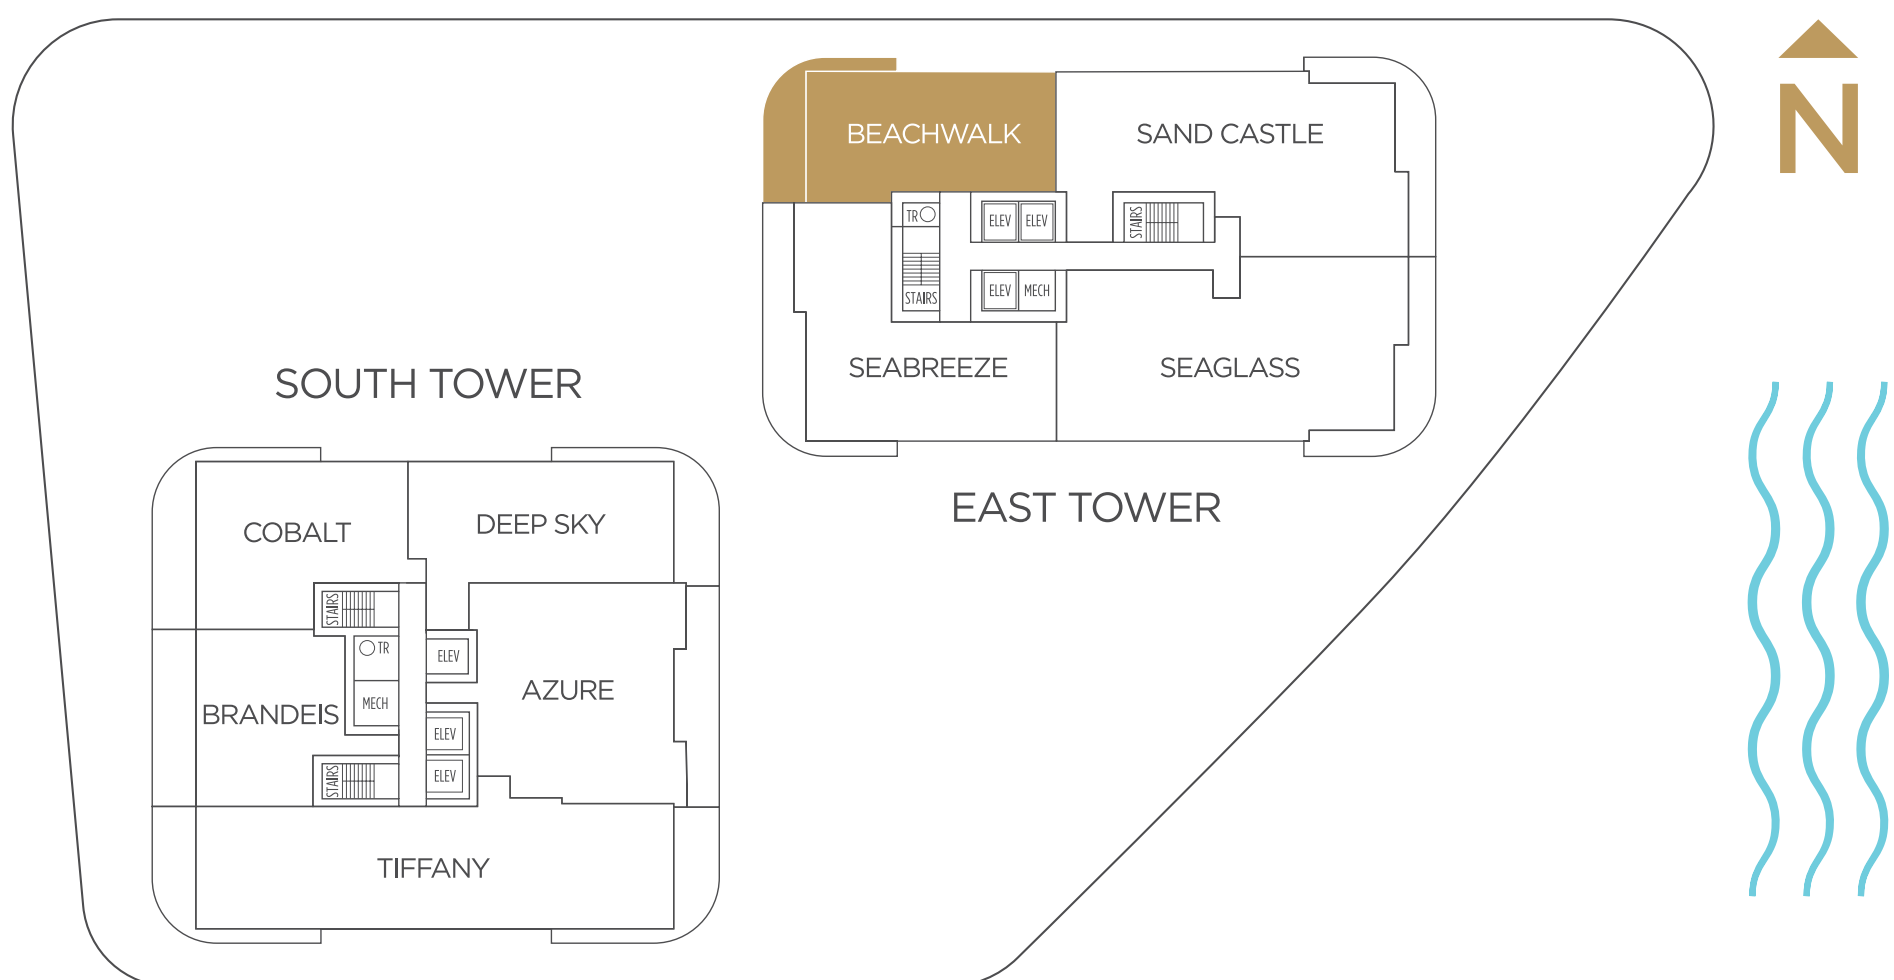 N
BEACHWALK
SAND CASTLE
TR
ELEV
ELEV
STAIRS
STAIRS
ELEV
MECH
SEABREEZE
SEAGLASS
EAST TOWER
SOUTH TOWER
COBALT
DEEP SKY
STAIRS
TR
ELEV
BRANDEIS
MECH
AZURE
ELEV
STAIRS
ELEV
TIFFANY